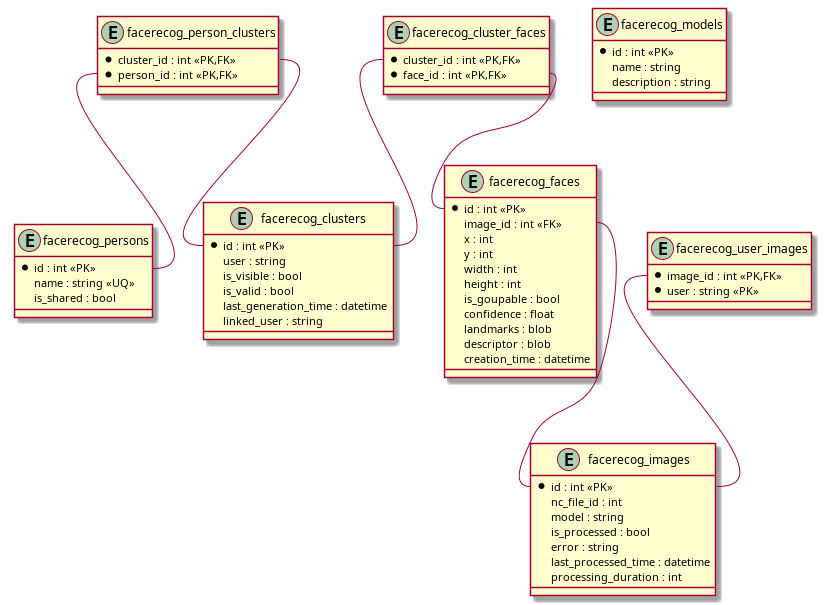 E facerecog_person_clusters
cluster_id : int «PK,FK»
person_id : int «PK,FK»
E facerecog_cluster_faces
cluster_id : int «PK,FK»
face_id : int «PK,FK»
E facerecog_models
id : int «PK»
name : string
description : string
E facerecog_persons
id : int «PK»
name : string «UQ»
is_shared : bool
E facerecog_clusters
id : int «PK»
user : string
is_visible : bool
is_valid : bool
last_generation_time : datetime
linked_user : string
E facerecog_faces
id : int «PK»
image_id : int «FK»
x : int
y : int
width : int
height : int
is_goupable : bool
confidence : float
landmarks : blob
descriptor : blob
creation_time : datetime
E facerecog_user_images
image_id : int «PK,FK»
user : string «PK»
E facerecog_images
id : int «PK»
nc_file_id : int
model : string
is_processed : bool
error : string
last_processed_time : datetime
processing_duration : int